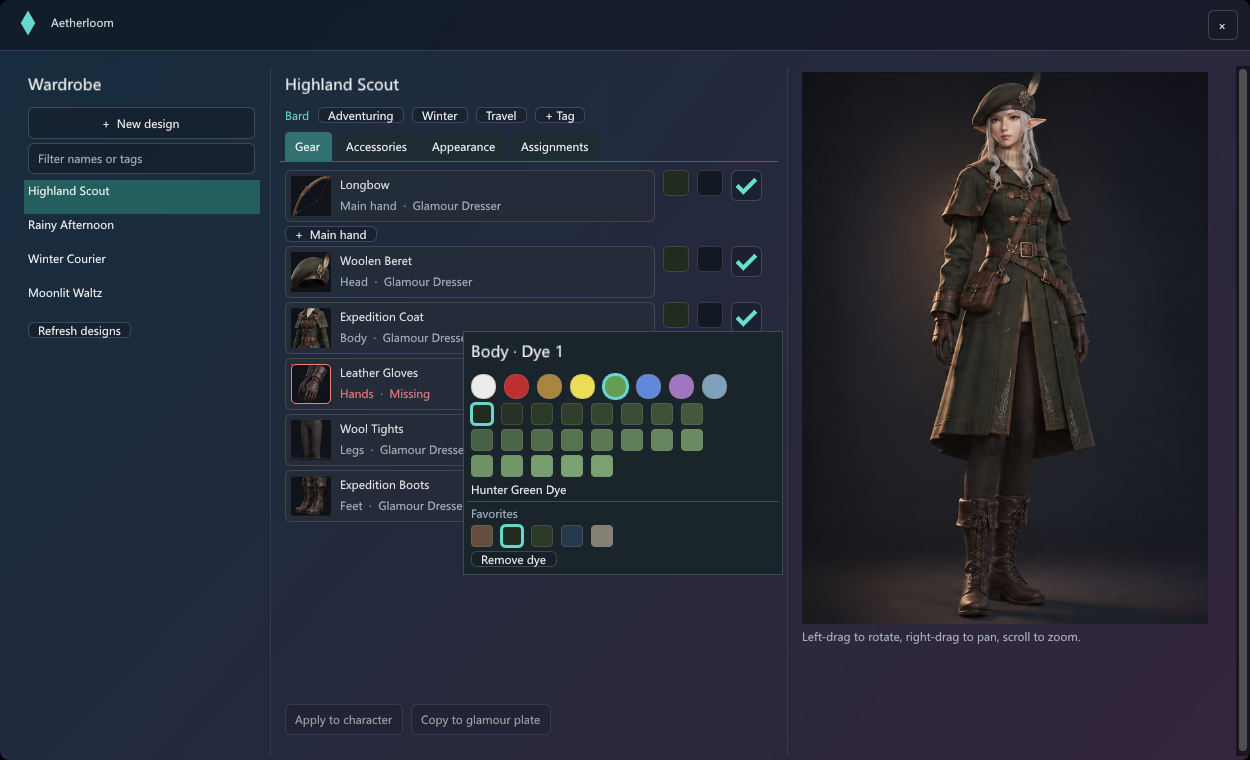 Aetherloom
×
Wardrobe
+ New design
Filter names or tags
Highland Scout
Rainy Afternoon
Winter Courier
Moonlit Waltz
Refresh designs
Highland Scout
Bard Adventuring Winter Travel + Tag
Gear Accessories Appearance Assignments
Longbow
Main hand · Glamour Dresser
+ Main hand
Woolen Beret
Head · Glamour Dresser
Expedition Coat
Body · Glamour Dresse
Leather Gloves
Hands · Missing
Wool Tights
Legs · Glamour Dresse
Expedition Boots
Feet · Glamour Dresse
Body · Dye 1
Hunter Green Dye
Favorites
Remove dye
Apply to character Copy to glamour plate
Left-drag to rotate, right-drag to pan, scroll to zoom.